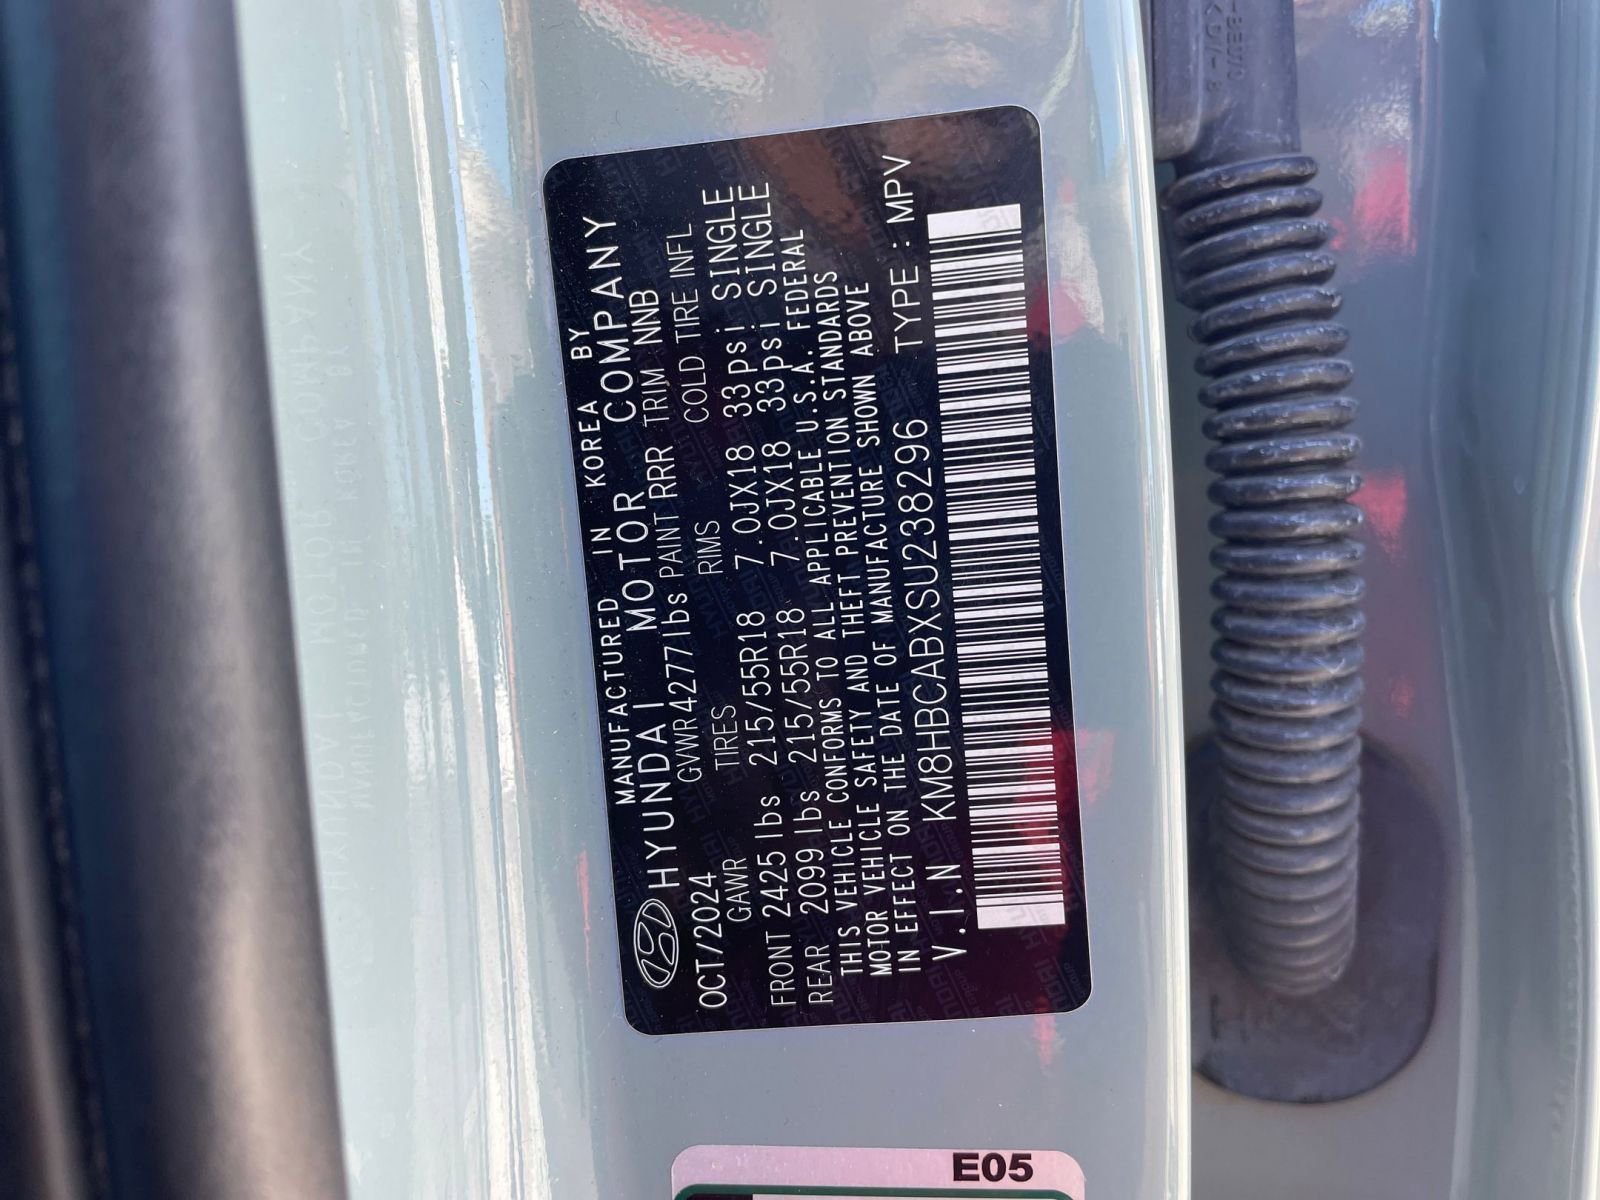 MANUFACTURED IN KOREA BY
HYUNDAI MOTOR COMPANY
OCT/2024 GVWR 4277lbs PAINT RRR TRIM NNB
GAWR TIRES RIMS COLD TIRE INFL
FRONT 2425 lbs 215/55R18 7.0JX18 33psi SINGLE
REAR 2099 lbs 215/55R18 7.0JX18 33psi SINGLE
THIS VEHICLE CONFORMS TO ALL APPLICABLE U.S.A. FEDERAL
MOTOR VEHICLE SAFETY AND THEFT PREVENTION STANDARDS
IN EFFECT ON THE DATE OF MANUFACTURE SHOWN ABOVE
V.I.N KM8HBCABXSU238296 TYPE : MPV
E05